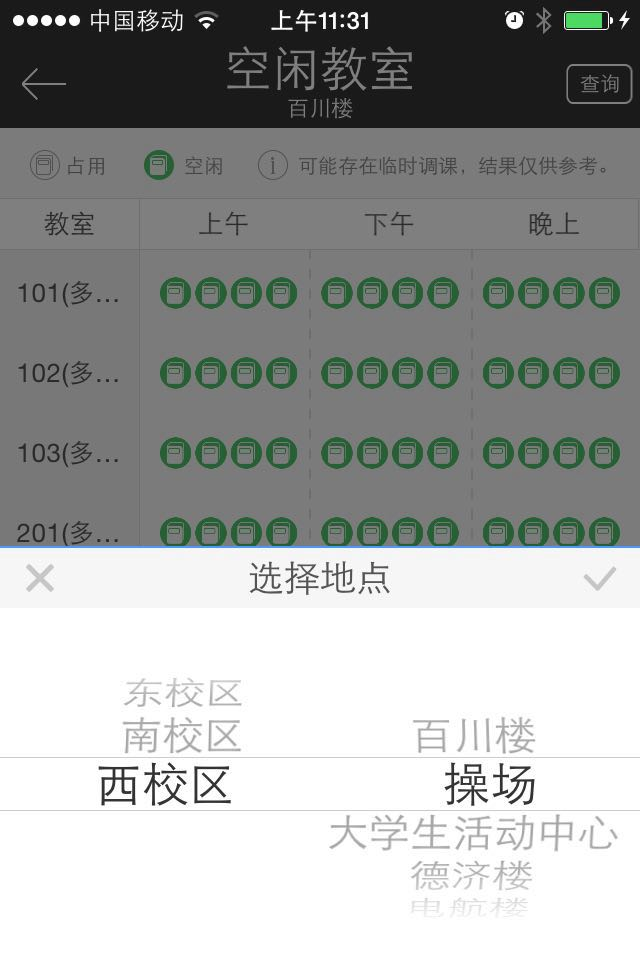 中国移动 上午11:31
空闲教室
百川楼
查询
占用 空闲 可能存在临时调课，结果仅供参考。
教室 上午 下午 晚上
101(多...
102(多...
103(多...
201(多...
选择地点
东校区
南校区 百川楼
西校区 操场
大学生活动中心
德济楼
电航楼